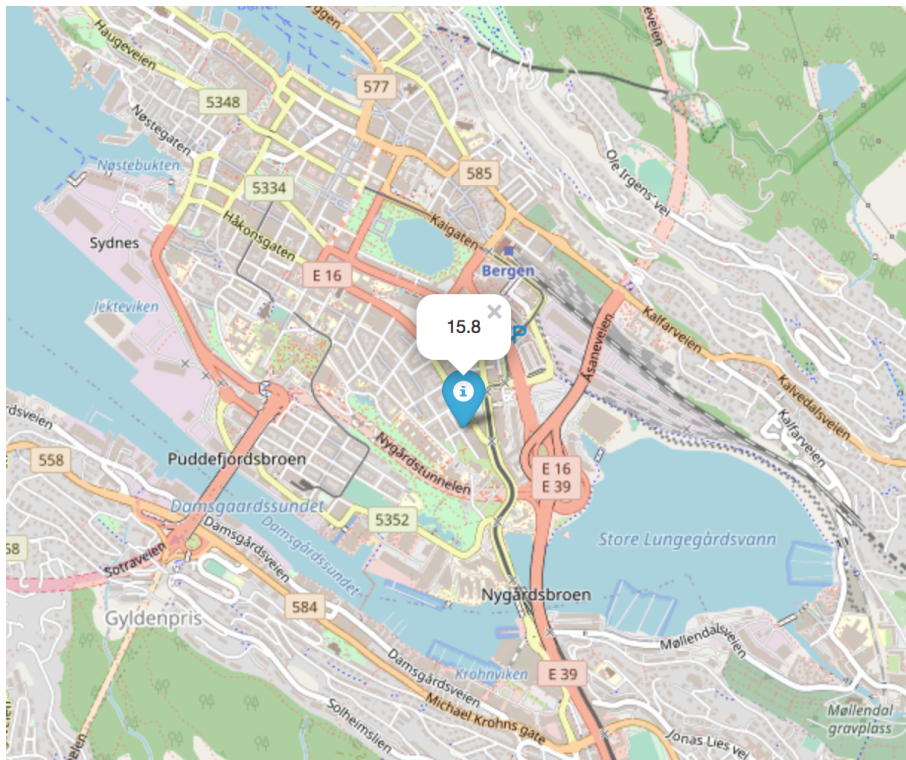 Haugeveien
577
5348
Nøstegaten
Nøstebukten
585
Ole Irgens' vei
5334
Kaigaten
Håkonsgaten
Sydnes
Bergen
E 16
Jekteviken
Kalfarveien
15.8
Åsaneveien
Kalvedalsveien
Kalfarveien
Nygårdstunnelen
558
Puddefjordsbroen
E 16
E 39
Damsgaardssundet
5352
Damsgårdsveien
Damsgårdssundet
Store Lungegårdsvann
58
Sotraveien
584
Nygårdsbroen
Gyldenpris
Møllendalsveien
Damsgårdsveien
Krohnviken
E 39
Michael Krohns gate
Solheimslien
Møllendal
gravplass
Jonas Lies vei